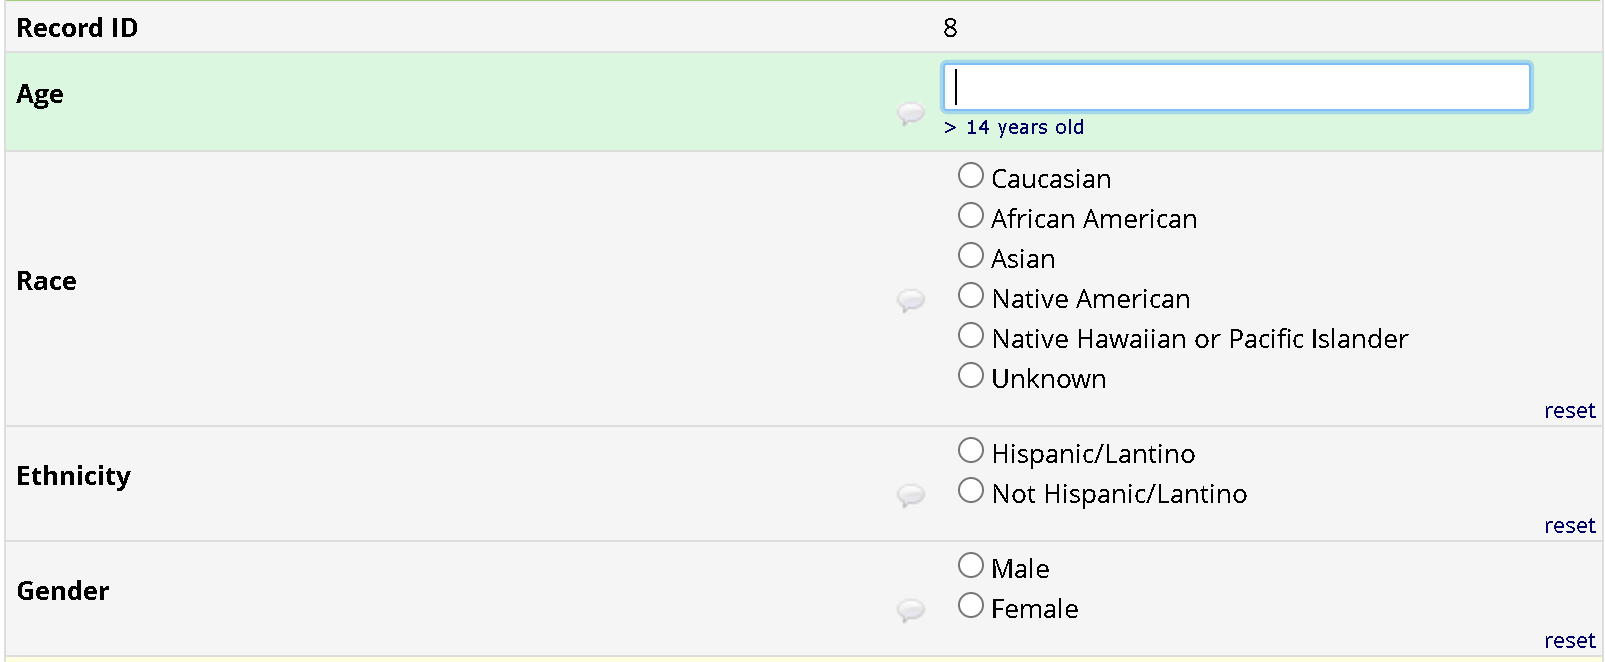 Record ID 8
Age
> 14 years old
Race
Caucasian
African American
Asian
Native American
Native Hawaiian or Pacific Islander
Unknown
reset
Ethnicity
Hispanic/Lantino
Not Hispanic/Lantino
reset
Gender
Male
Female
reset